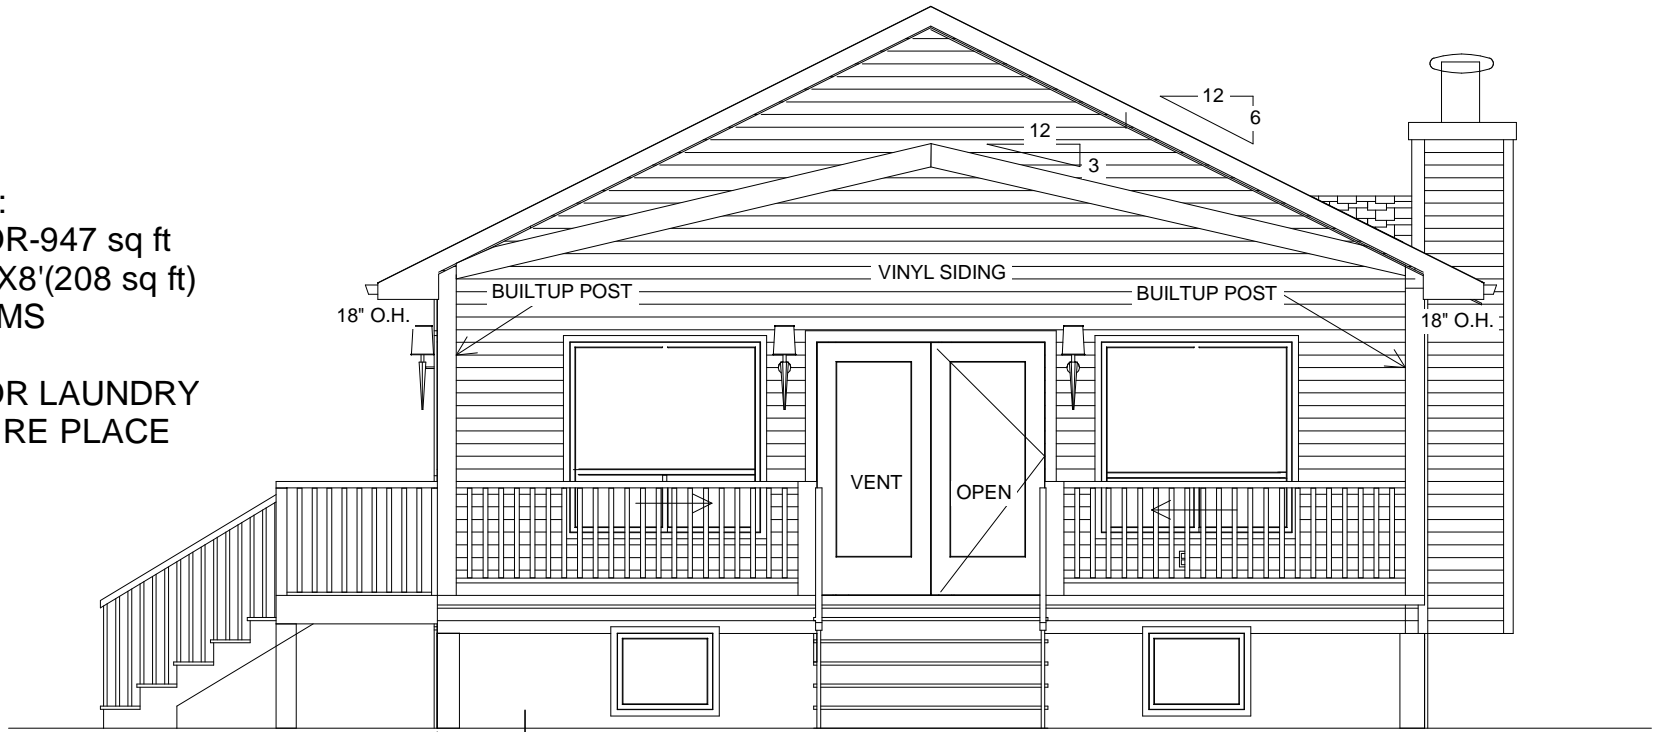 :
OR-947 sq ft
X8'(208 sq ft)
MS
OR LAUNDRY
IRE PLACE
12
6
12
3
VINYL SIDING
BUILTUP POST
BUILTUP POST
18" O.H.
18" O.H.
VENT
OPEN